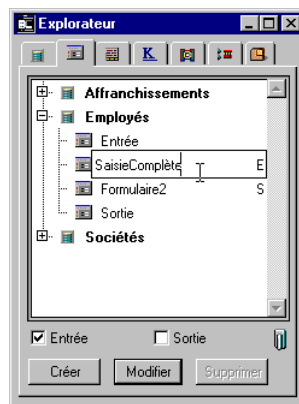 Explorateur
K
Affranchissements
Employés
Entrée
SaisieComplète E
Formulaire2 S
Sortie
Sociétés
Entrée Sortie
Créer Modifier Supprimer